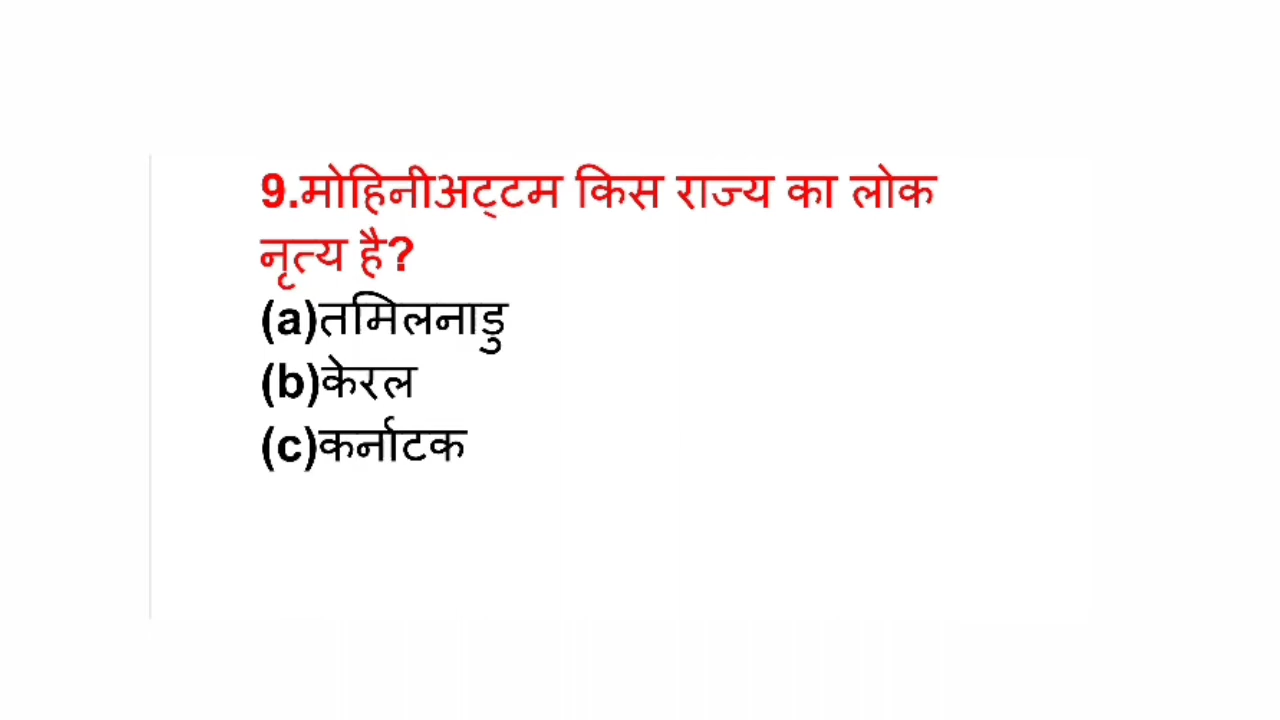 9.मोहिनीअट्टम किस राज्य का लोक
नृत्य है?
(a)तमिलनाडु
(b)केरल
(c)कर्नाटक